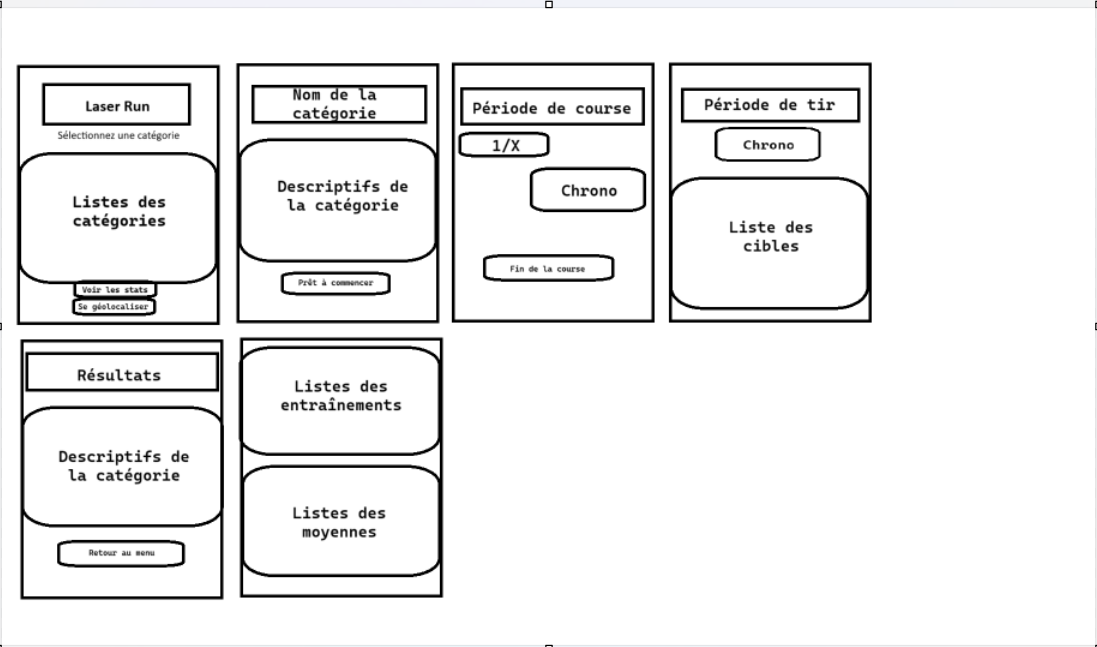 Laser Run
Sélectionnez une catégorie
Listes des
catégories
Voir les stats
Se géolocaliser
Nom de la
catégorie
Descriptifs de
la catégorie
Prêt à commencer
Période de course
1/X
Chrono
Fin de la course
Période de tir
Chrono
Liste des
cibles
Résultats
Descriptifs de
la catégorie
Retour au menu
Listes des
entraînements
Listes des
moyennes